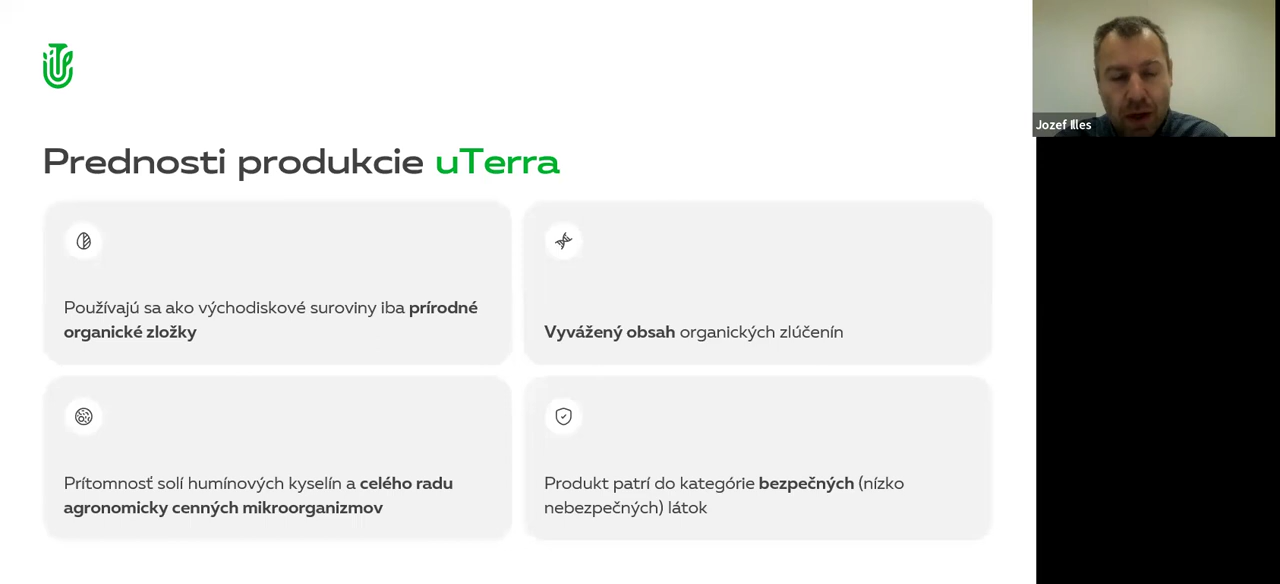 Prednosti produkcie uTerra
Používajú sa ako východiskové suroviny iba prírodné
organické zložky
Vyvážený obsah organických zlúčenín
Prítomnosť solí humínových kyselín a celého radu
agronomicky cenných mikroorganizmov
Produkt patrí do kategórie bezpečných (nízko
nebezpečných) látok
Jozef Illes